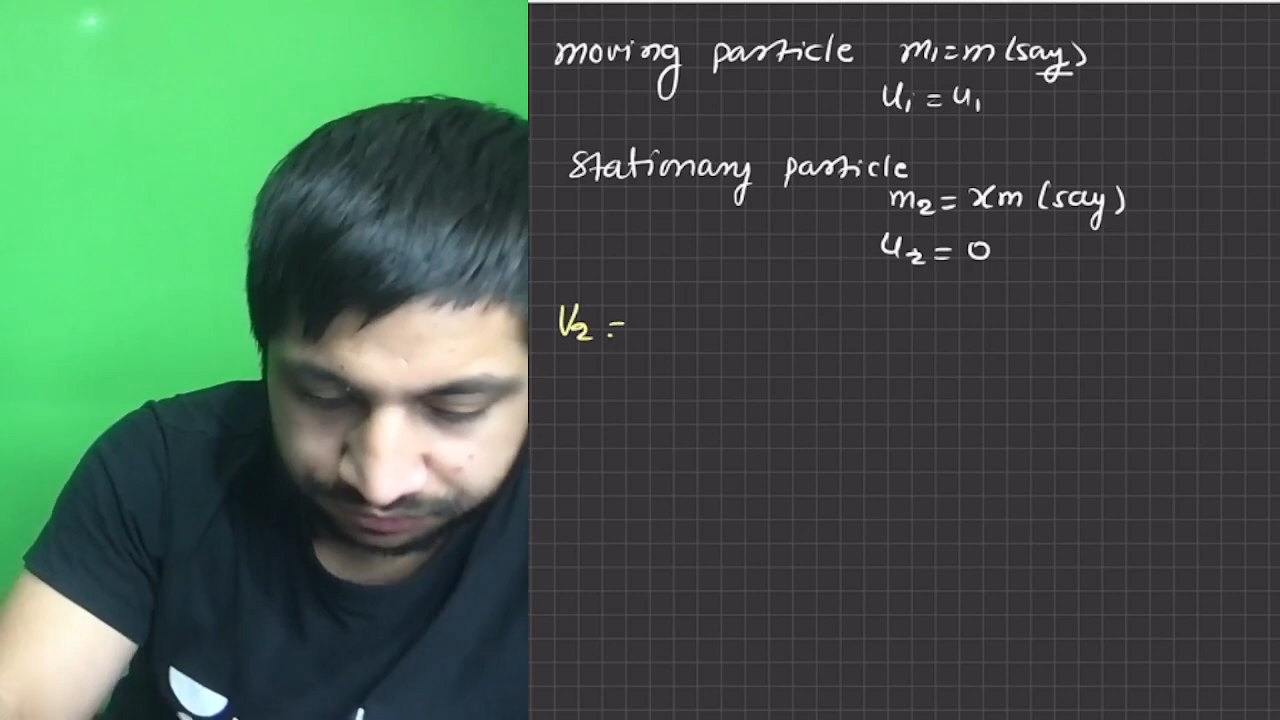 moving particle m₁=m (say)
u₁ = u₁
Stationary particle
m₂ = xm (say)
u₂ = 0
V₂ =